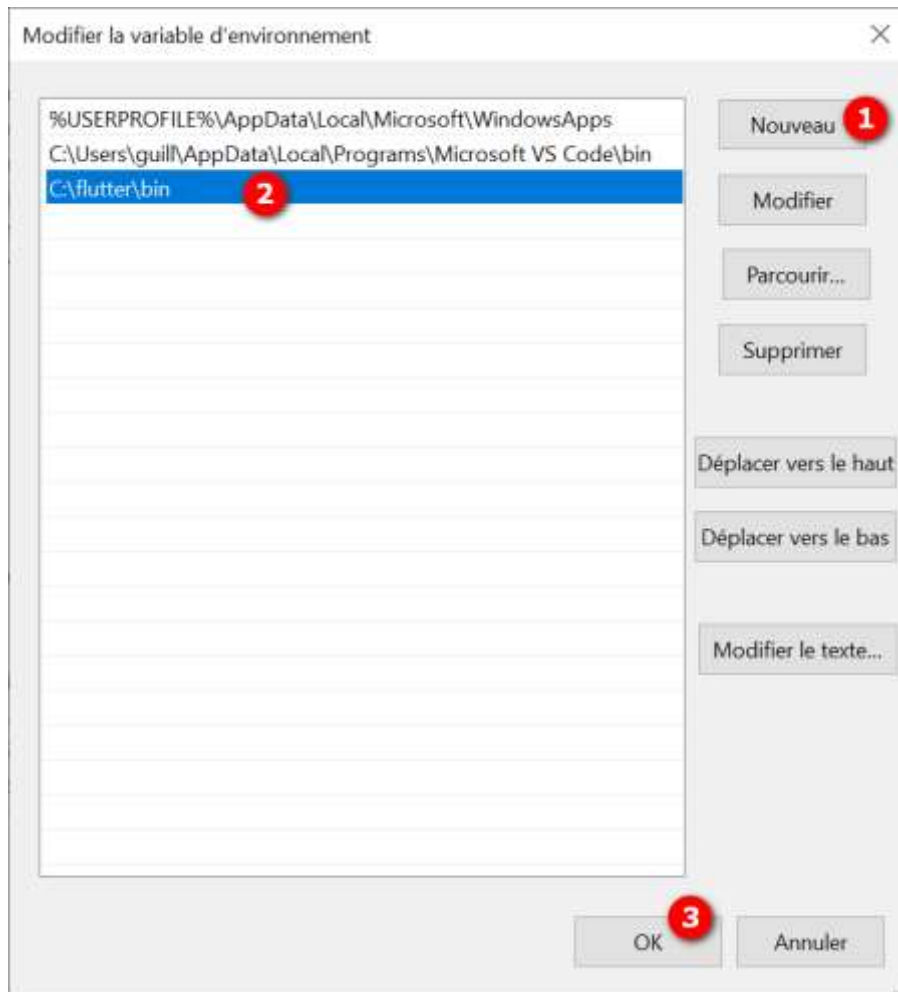 Modifier la variable d'environnement
%USERPROFILE%\AppData\Local\Microsoft\WindowsApps
C:\Users\guill\AppData\Local\Programs\Microsoft VS Code\bin
C:\flutter\bin
2
Nouveau
1
Modifier
Parcourir...
Supprimer
Déplacer vers le haut
Déplacer vers le bas
Modifier le texte...
OK
3
Annuler